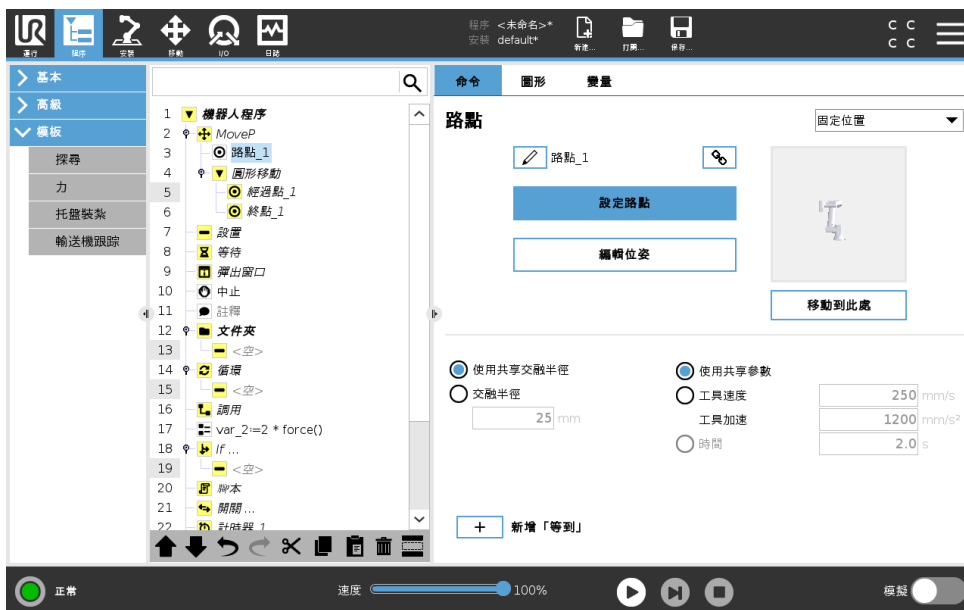 UR
運行
程序
安裝
移動
I/O
日誌
程序 <未命名>*
安裝 default*
新建...
打開...
保存...
C C
C C
基本
高級
模板
探尋
力
托盤裝紮
輸送機跟踪
1 機器人程序
2 MoveP
3 路點_1
4 圓形移動
5 經過點_1
6 終點_1
7 設置
8 等待
9 彈出窗口
10 中止
11 註釋
12 文件夾
13 <空>
14 循環
15 <空>
16 調用
17 var_2≔2 * force()
18 If ...
19 <空>
20 腳本
21 開關 ...
22 計時器_1
命令
圖形
變量
路點
固定位置
路點_1
設定路點
編輯位姿
移動到此處
使用共享交融半徑
交融半徑
25 mm
使用共享參數
工具速度 250 mm/s
工具加速 1200 mm/s²
時間 2.0 s
+ 新增「等到」
正常
速度 100%
模擬